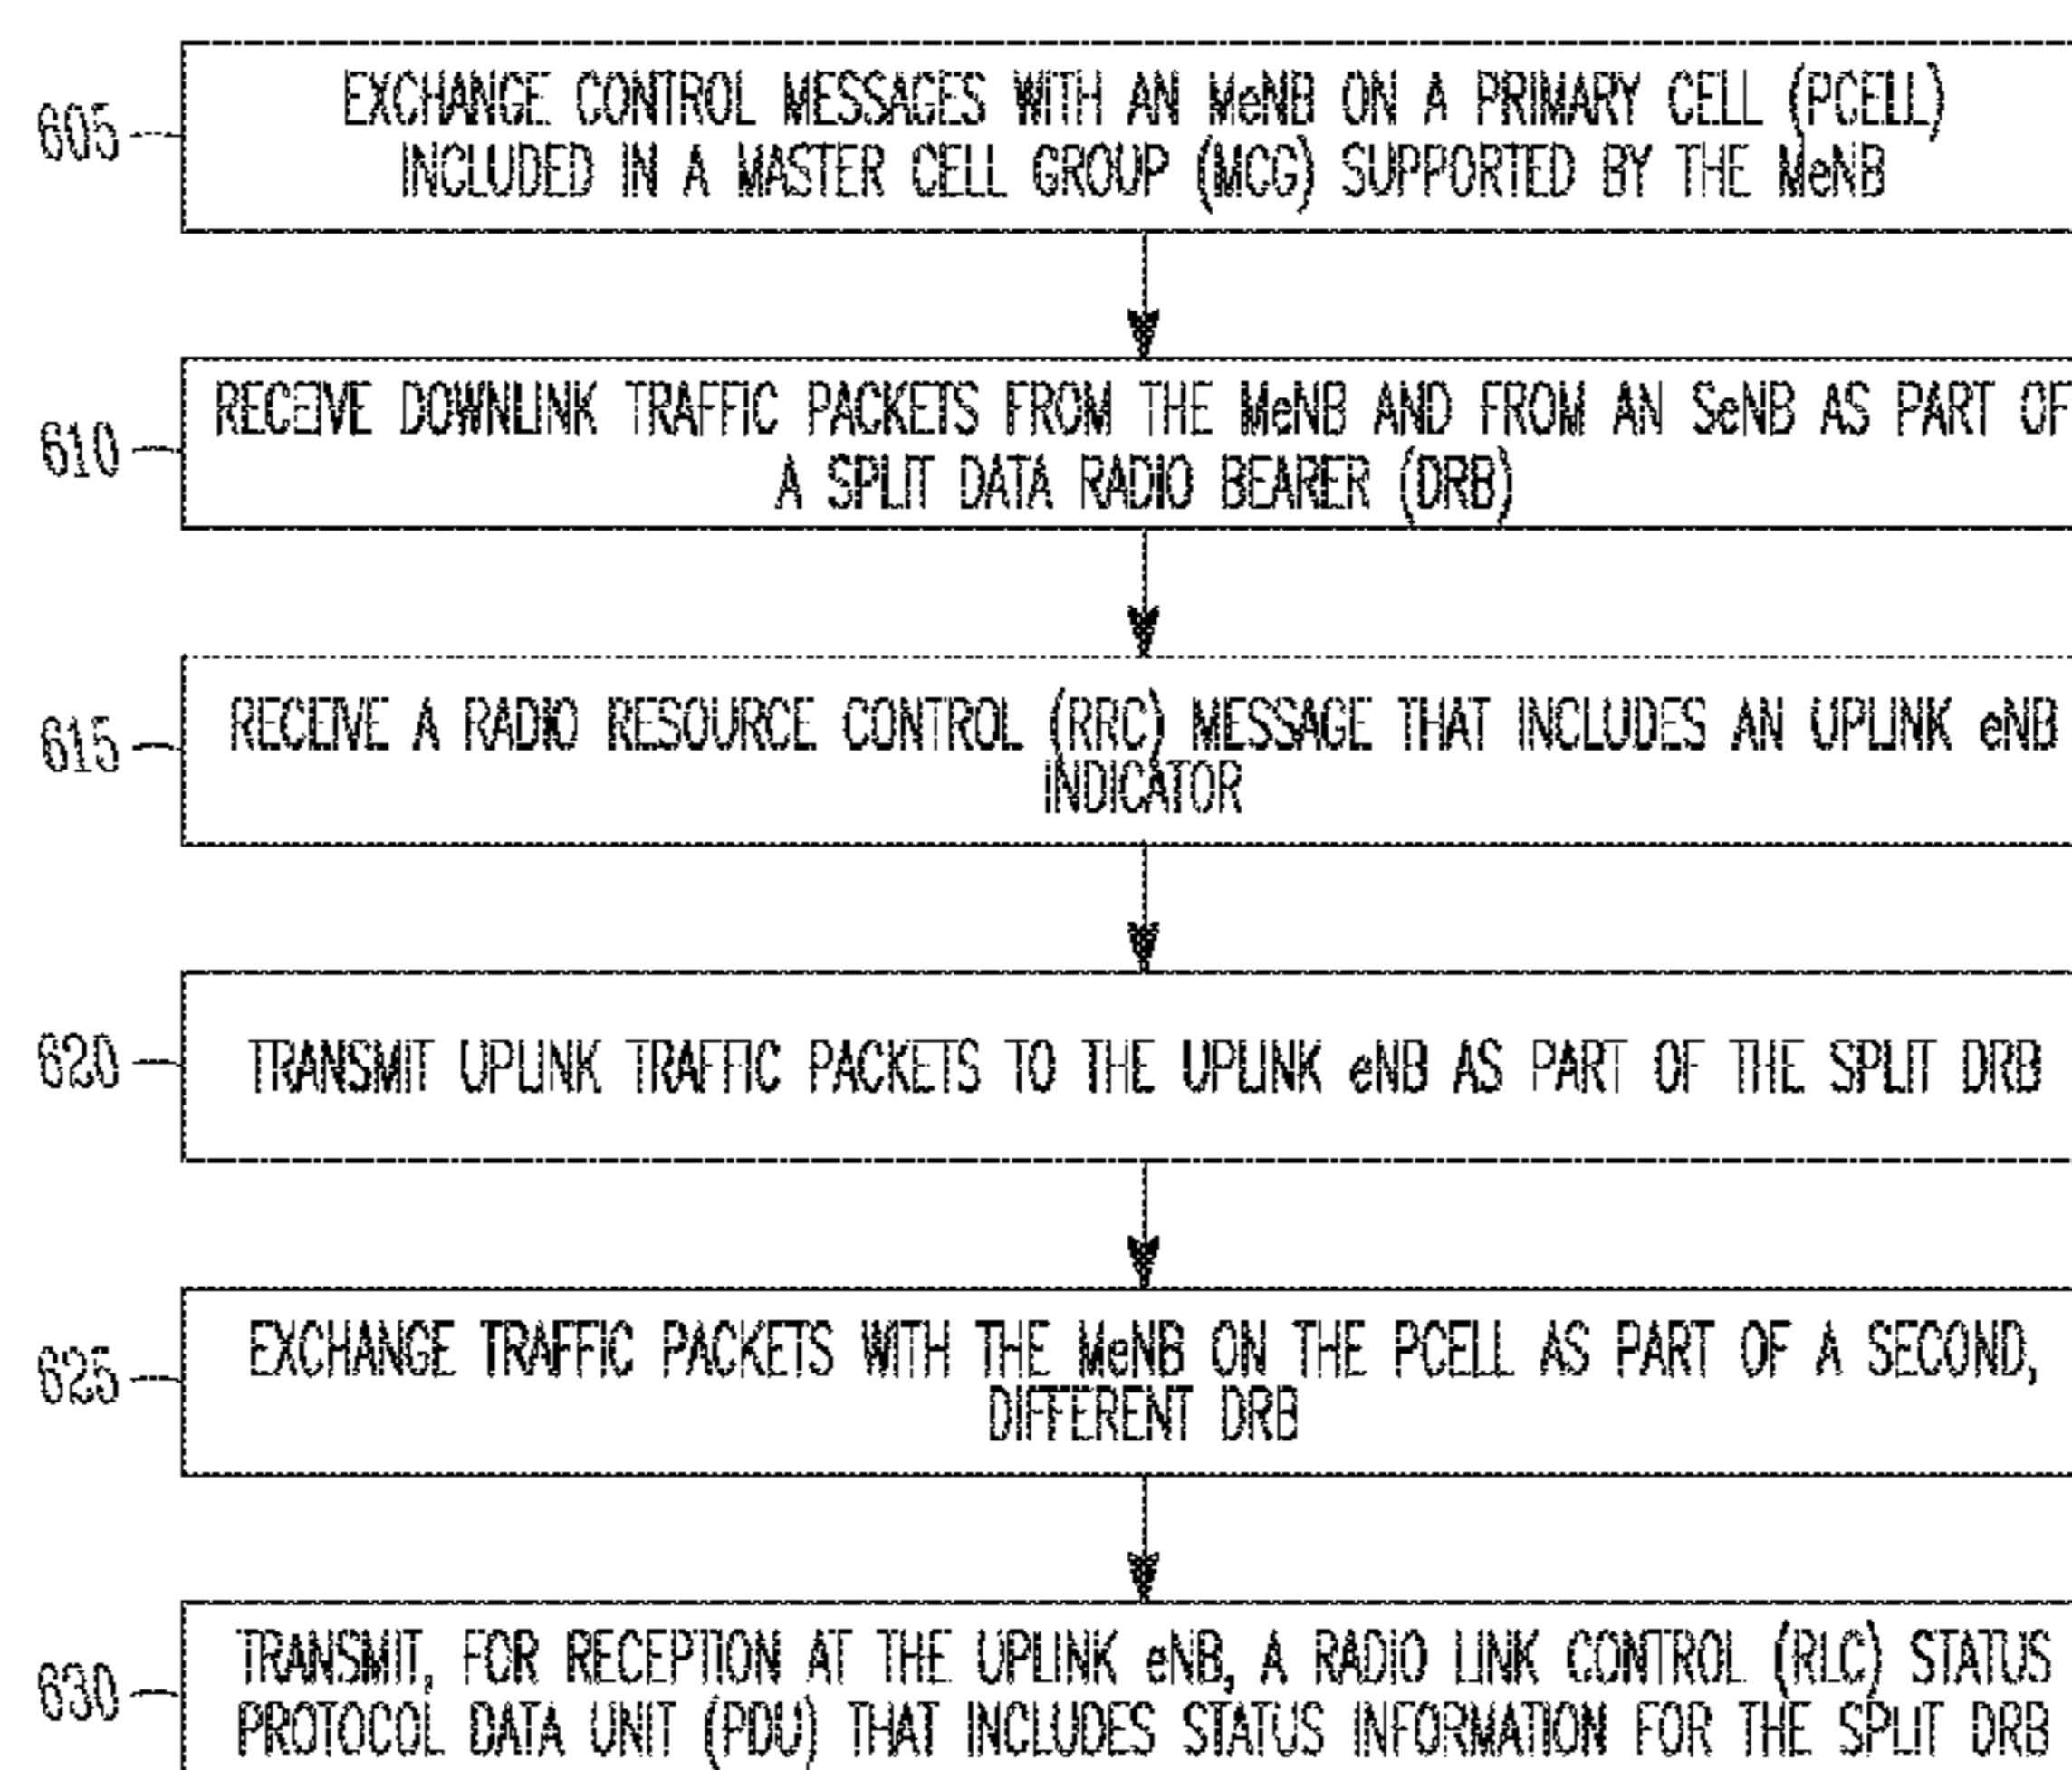 605
EXCHANGE CONTROL MESSAGES WITH AN MeNB ON A PRIMARY CELL (PCELL)
INCLUDED IN A MASTER CELL GROUP (MCG) SUPPORTED BY THE MeNB
610
RECEIVE DOWNLINK TRAFFIC PACKETS FROM THE MeNB AND FROM AN SeNB AS PART OF
A SPLIT DATA RADIO BEARER (DRB)
615
RECEIVE A RADIO RESOURCE CONTROL (RRC) MESSAGE THAT INCLUDES AN UPLINK eNB
INDICATOR
620
TRANSMIT UPLINK TRAFFIC PACKETS TO THE UPLINK eNB AS PART OF THE SPLIT DRB
625
EXCHANGE TRAFFIC PACKETS WITH THE MeNB ON THE PCELL AS PART OF A SECOND,
DIFFERENT DRB
630
TRANSMIT, FOR RECEPTION AT THE UPLINK eNB, A RADIO LINK CONTROL (RLC) STATUS
PROTOCOL DATA UNIT (PDU) THAT INCLUDES STATUS INFORMATION FOR THE SPLIT DRB